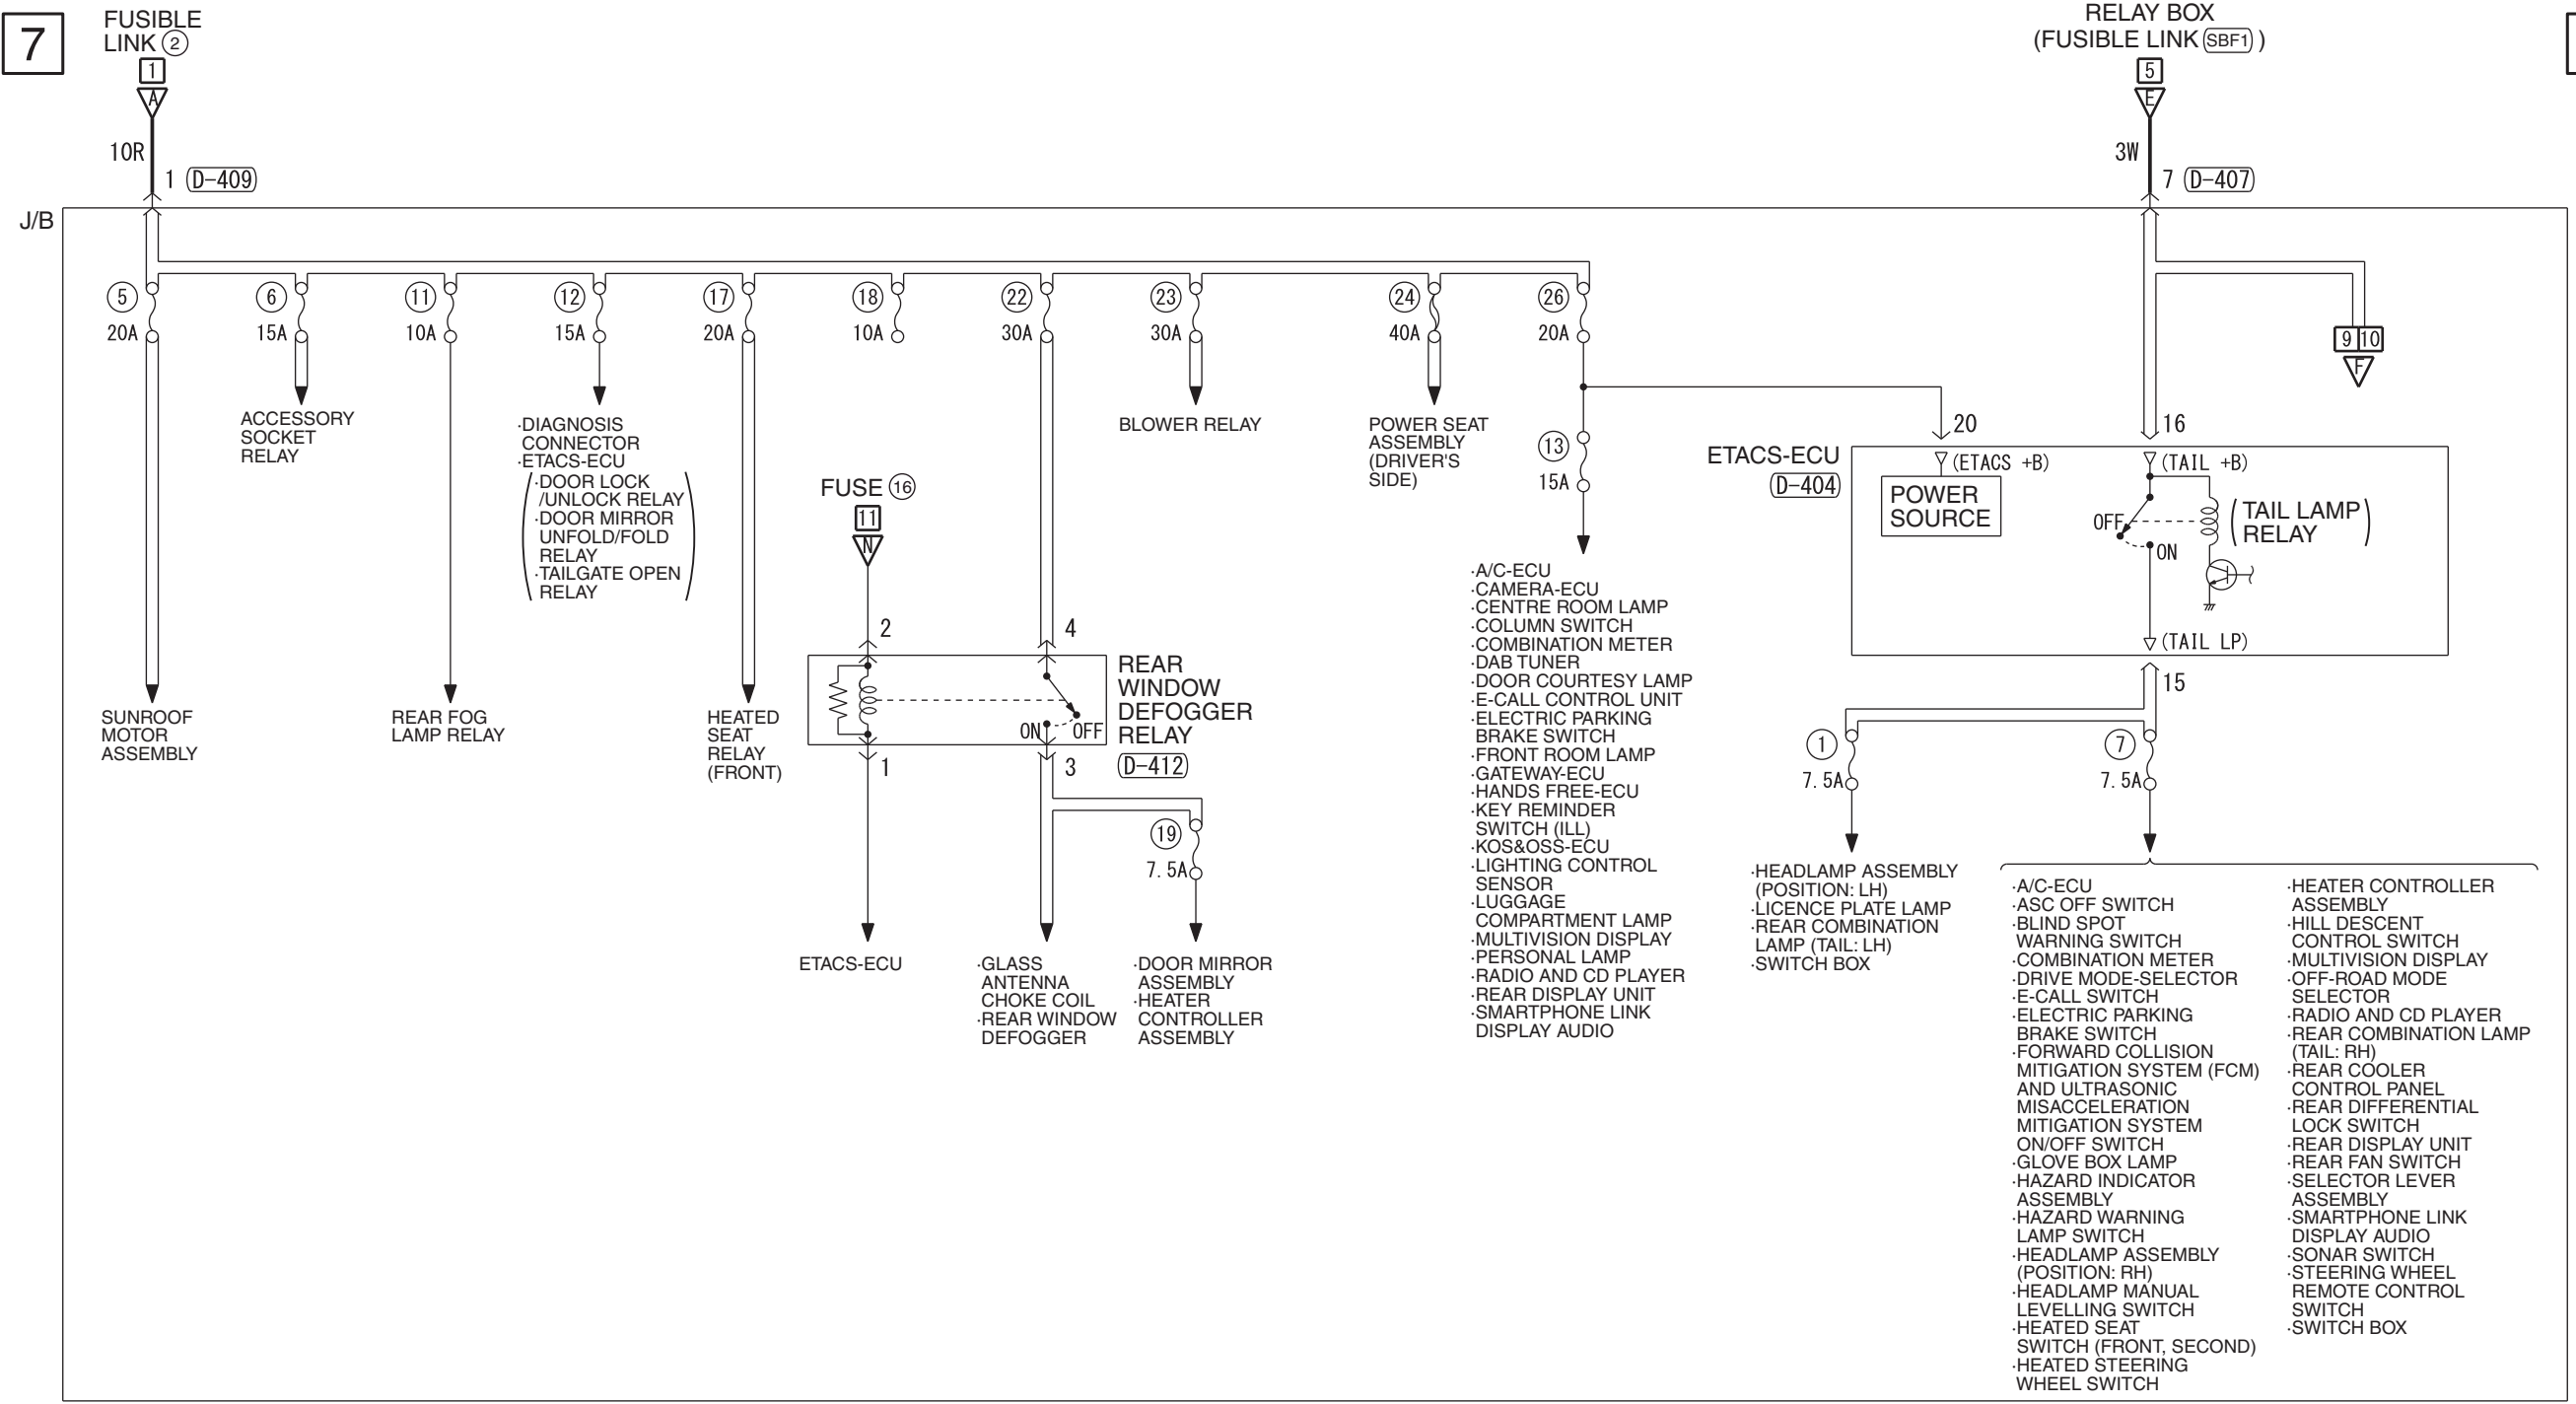 7
FUSIBLE
LINK 2
1
A
10R
1 D-409
RELAY BOX
(FUSIBLE LINK SBF1 )
5
E
3W
7 D-407
J/B
5
20A
6
15A
11
10A
12
15A
17
20A
18
10A
22
30A
23
30A
24
40A
26
20A
9 10
F
SUNROOF
MOTOR
ASSEMBLY
ACCESSORY
SOCKET
RELAY
REAR FOG
LAMP RELAY
·DIAGNOSIS
CONNECTOR
·ETACS-ECU
(·DOOR LOCK
/UNLOCK RELAY
·DOOR MIRROR
UNFOLD/FOLD
RELAY
·TAILGATE OPEN
RELAY)
HEATED
SEAT
RELAY
(FRONT)
FUSE 16
11
N
2
4
REAR
WINDOW
DEFOGGER
RELAY
D-412
ON
OFF
1
3
19
7.5A
ETACS-ECU
·GLASS
ANTENNA
CHOKE COIL
·REAR WINDOW
DEFOGGER
·DOOR MIRROR
ASSEMBLY
·HEATER
CONTROLLER
ASSEMBLY
BLOWER RELAY
POWER SEAT
ASSEMBLY
(DRIVER'S
SIDE)
13
15A
·A/C-ECU
·CAMERA-ECU
·CENTRE ROOM LAMP
·COLUMN SWITCH
·COMBINATION METER
·DAB TUNER
·DOOR COURTESY LAMP
·E-CALL CONTROL UNIT
·ELECTRIC PARKING
BRAKE SWITCH
·FRONT ROOM LAMP
·GATEWAY-ECU
·HANDS FREE-ECU
·KEY REMINDER
SWITCH (ILL)
·KOS&OSS-ECU
·LIGHTING CONTROL
SENSOR
·LUGGAGE
COMPARTMENT LAMP
·MULTIVISION DISPLAY
·PERSONAL LAMP
·RADIO AND CD PLAYER
·REAR DISPLAY UNIT
·SMARTPHONE LINK
DISPLAY AUDIO
20
16
ETACS-ECU
D-404
(ETACS +B)
POWER
SOURCE
(TAIL +B)
OFF
ON
(TAIL LAMP
RELAY)
(TAIL LP)
15
1
7.5A
7
7.5A
·HEADLAMP ASSEMBLY
(POSITION: LH)
·LICENCE PLATE LAMP
·REAR COMBINATION
LAMP (TAIL: LH)
·SWITCH BOX
·A/C-ECU
·ASC OFF SWITCH
·BLIND SPOT
WARNING SWITCH
·COMBINATION METER
·DRIVE MODE-SELECTOR
·E-CALL SWITCH
·ELECTRIC PARKING
BRAKE SWITCH
·FORWARD COLLISION
MITIGATION SYSTEM (FCM)
AND ULTRASONIC
MISACCELERATION
MITIGATION SYSTEM
ON/OFF SWITCH
·GLOVE BOX LAMP
·HAZARD INDICATOR
ASSEMBLY
·HAZARD WARNING
LAMP SWITCH
·HEADLAMP ASSEMBLY
(POSITION: RH)
·HEADLAMP MANUAL
LEVELLING SWITCH
·HEATED SEAT
SWITCH (FRONT, SECOND)
·HEATED STEERING
WHEEL SWITCH
·HEATER CONTROLLER
ASSEMBLY
·HILL DESCENT
CONTROL SWITCH
·MULTIVISION DISPLAY
·OFF-ROAD MODE
SELECTOR
·RADIO AND CD PLAYER
·REAR COMBINATION LAMP
(TAIL: RH)
·REAR COOLER
CONTROL PANEL
·REAR DIFFERENTIAL
LOCK SWITCH
·REAR DISPLAY UNIT
·REAR FAN SWITCH
·SELECTOR LEVER
ASSEMBLY
·SMARTPHONE LINK
DISPLAY AUDIO
·SONAR SWITCH
·STEERING WHEEL
REMOTE CONTROL
SWITCH
·SWITCH BOX